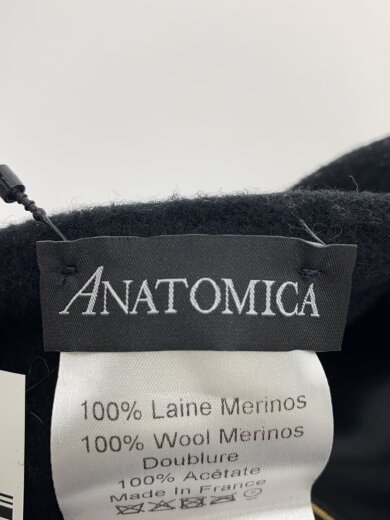 ANATOMICA
100% Laine Merinos
100% Wool Merinos
Doublure
100% Acétate
Made In France